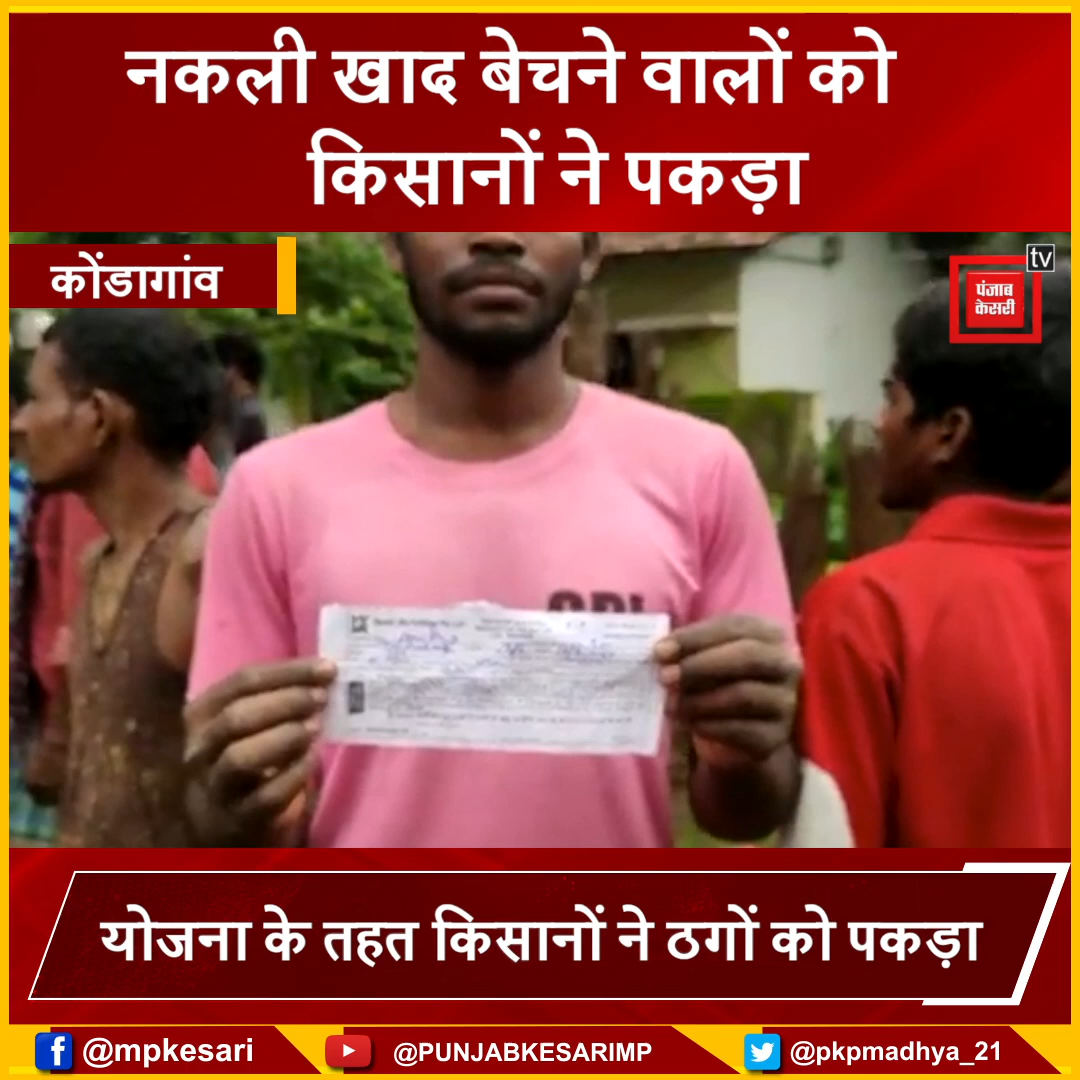 नकली खाद बेचने वालों को
किसानों ने पकड़ा
कोंडागांव
tv
पंजाब
केसरी
योजना के तहत किसानों ने ठगों को पकड़ा
@mpkesari
@PUNJABKESARIMP
@pkpmadhya_21